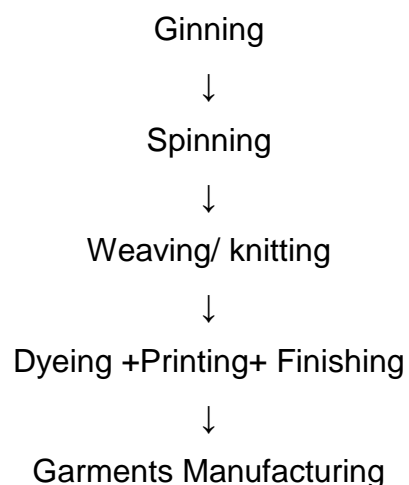 Ginning
↓
Spinning
↓
Weaving/ knitting
↓
Dyeing +Printing+ Finishing
↓
Garments Manufacturing